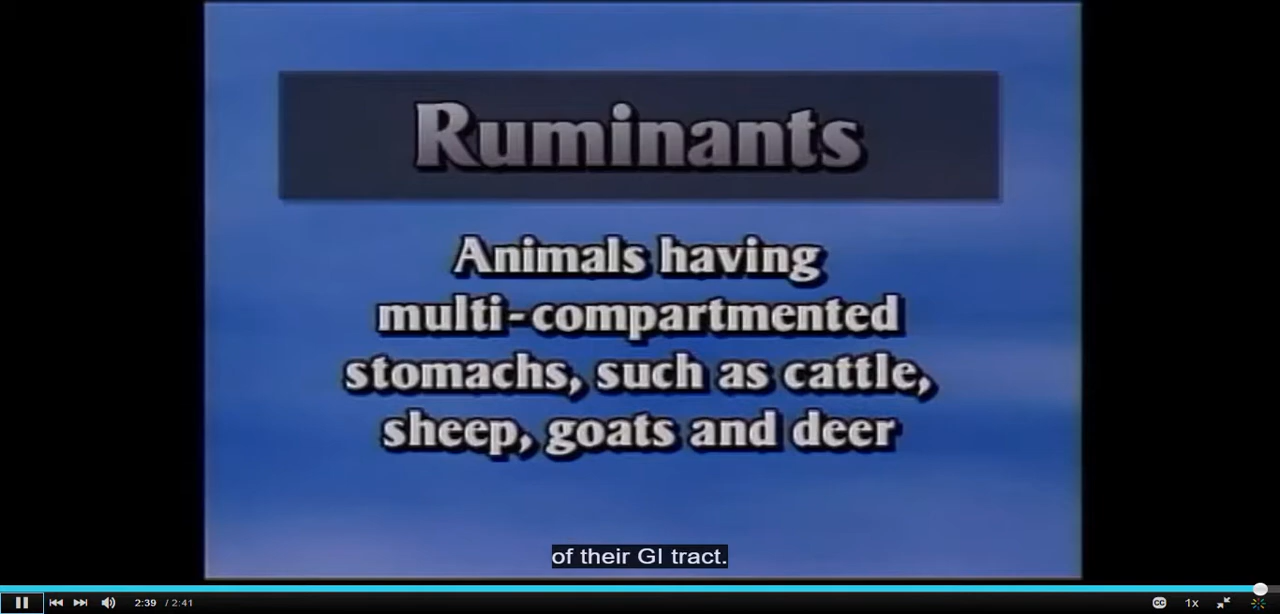 Ruminants
Animals having
multi-compartmented
stomachs, such as cattle,
sheep, goats and deer
of their GI tract.
2:39 / 2:41
CC
1x